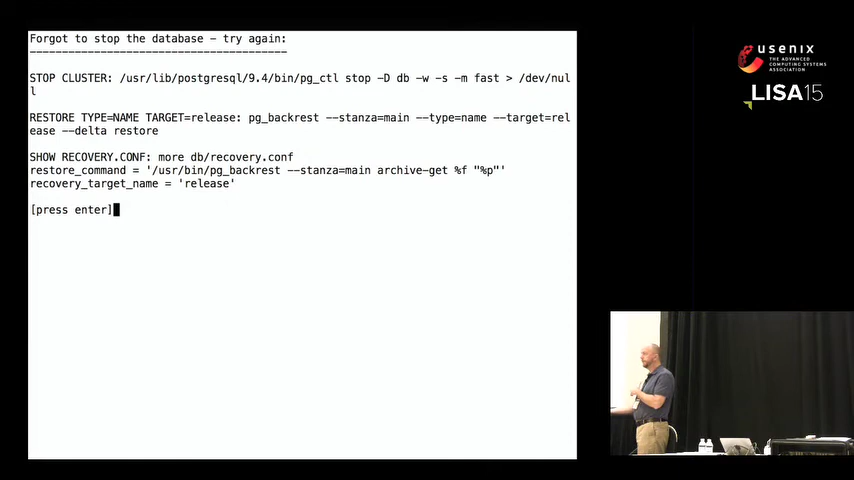 Forgot to stop the database - try again:
----------------------------------------
STOP CLUSTER: /usr/lib/postgresql/9.4/bin/pg_ctl stop -D db -w -s -m fast > /dev/nul
l
RESTORE TYPE=NAME TARGET=release: pg_backrest --stanza=main --type=name --target=rel
ease --delta restore
SHOW RECOVERY.CONF: more db/recovery.conf
restore_command = '/usr/bin/pg_backrest --stanza=main archive-get %f "%p"'
recovery_target_name = 'release'
[press enter]
usenix
THE ADVANCED
COMPUTING SYSTEMS
ASSOCIATION
LISA15